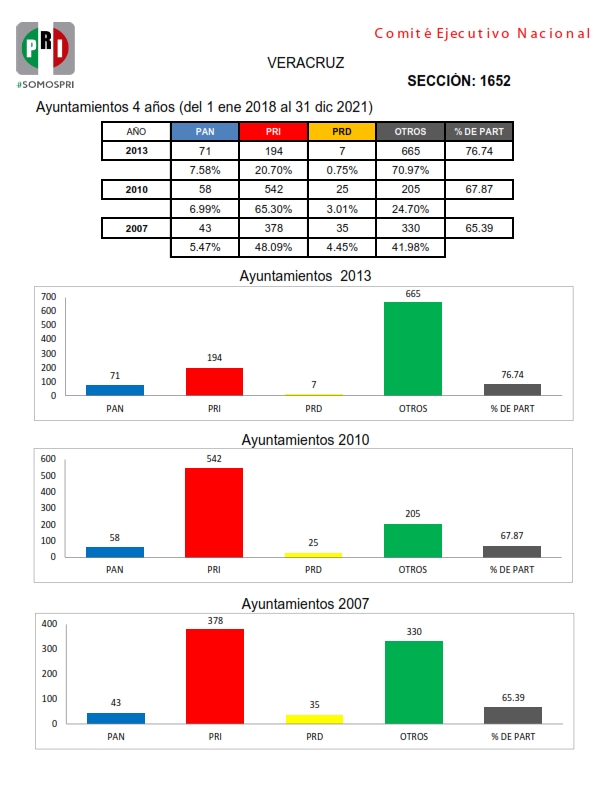 Comité Ejecutivo Nacional
PRI
#SOMOSPRI
VERACRUZ
SECCIÓN: 1652
Ayuntamientos 4 años (del 1 ene 2018 al 31 dic 2021)
AÑO PAN PRI PRD OTROS % DE PART
2013 71 194 7 665 76.74
7.58% 20.70% 0.75% 70.97%
2010 58 542 25 205 67.87
6.99% 65.30% 3.01% 24.70%
2007 43 378 35 330 65.39
5.47% 48.09% 4.45% 41.98%
Ayuntamientos 2013
700
600
500
400
300
200
100
0
71 194 7 665 76.74
PAN PRI PRD OTROS % DE PART
Ayuntamientos 2010
600
500
400
300
200
100
0
58 542 25 205 67.87
PAN PRI PRD OTROS % DE PART
Ayuntamientos 2007
400
300
200
100
0
43 378 35 330 65.39
PAN PRI PRD OTROS % DE PART